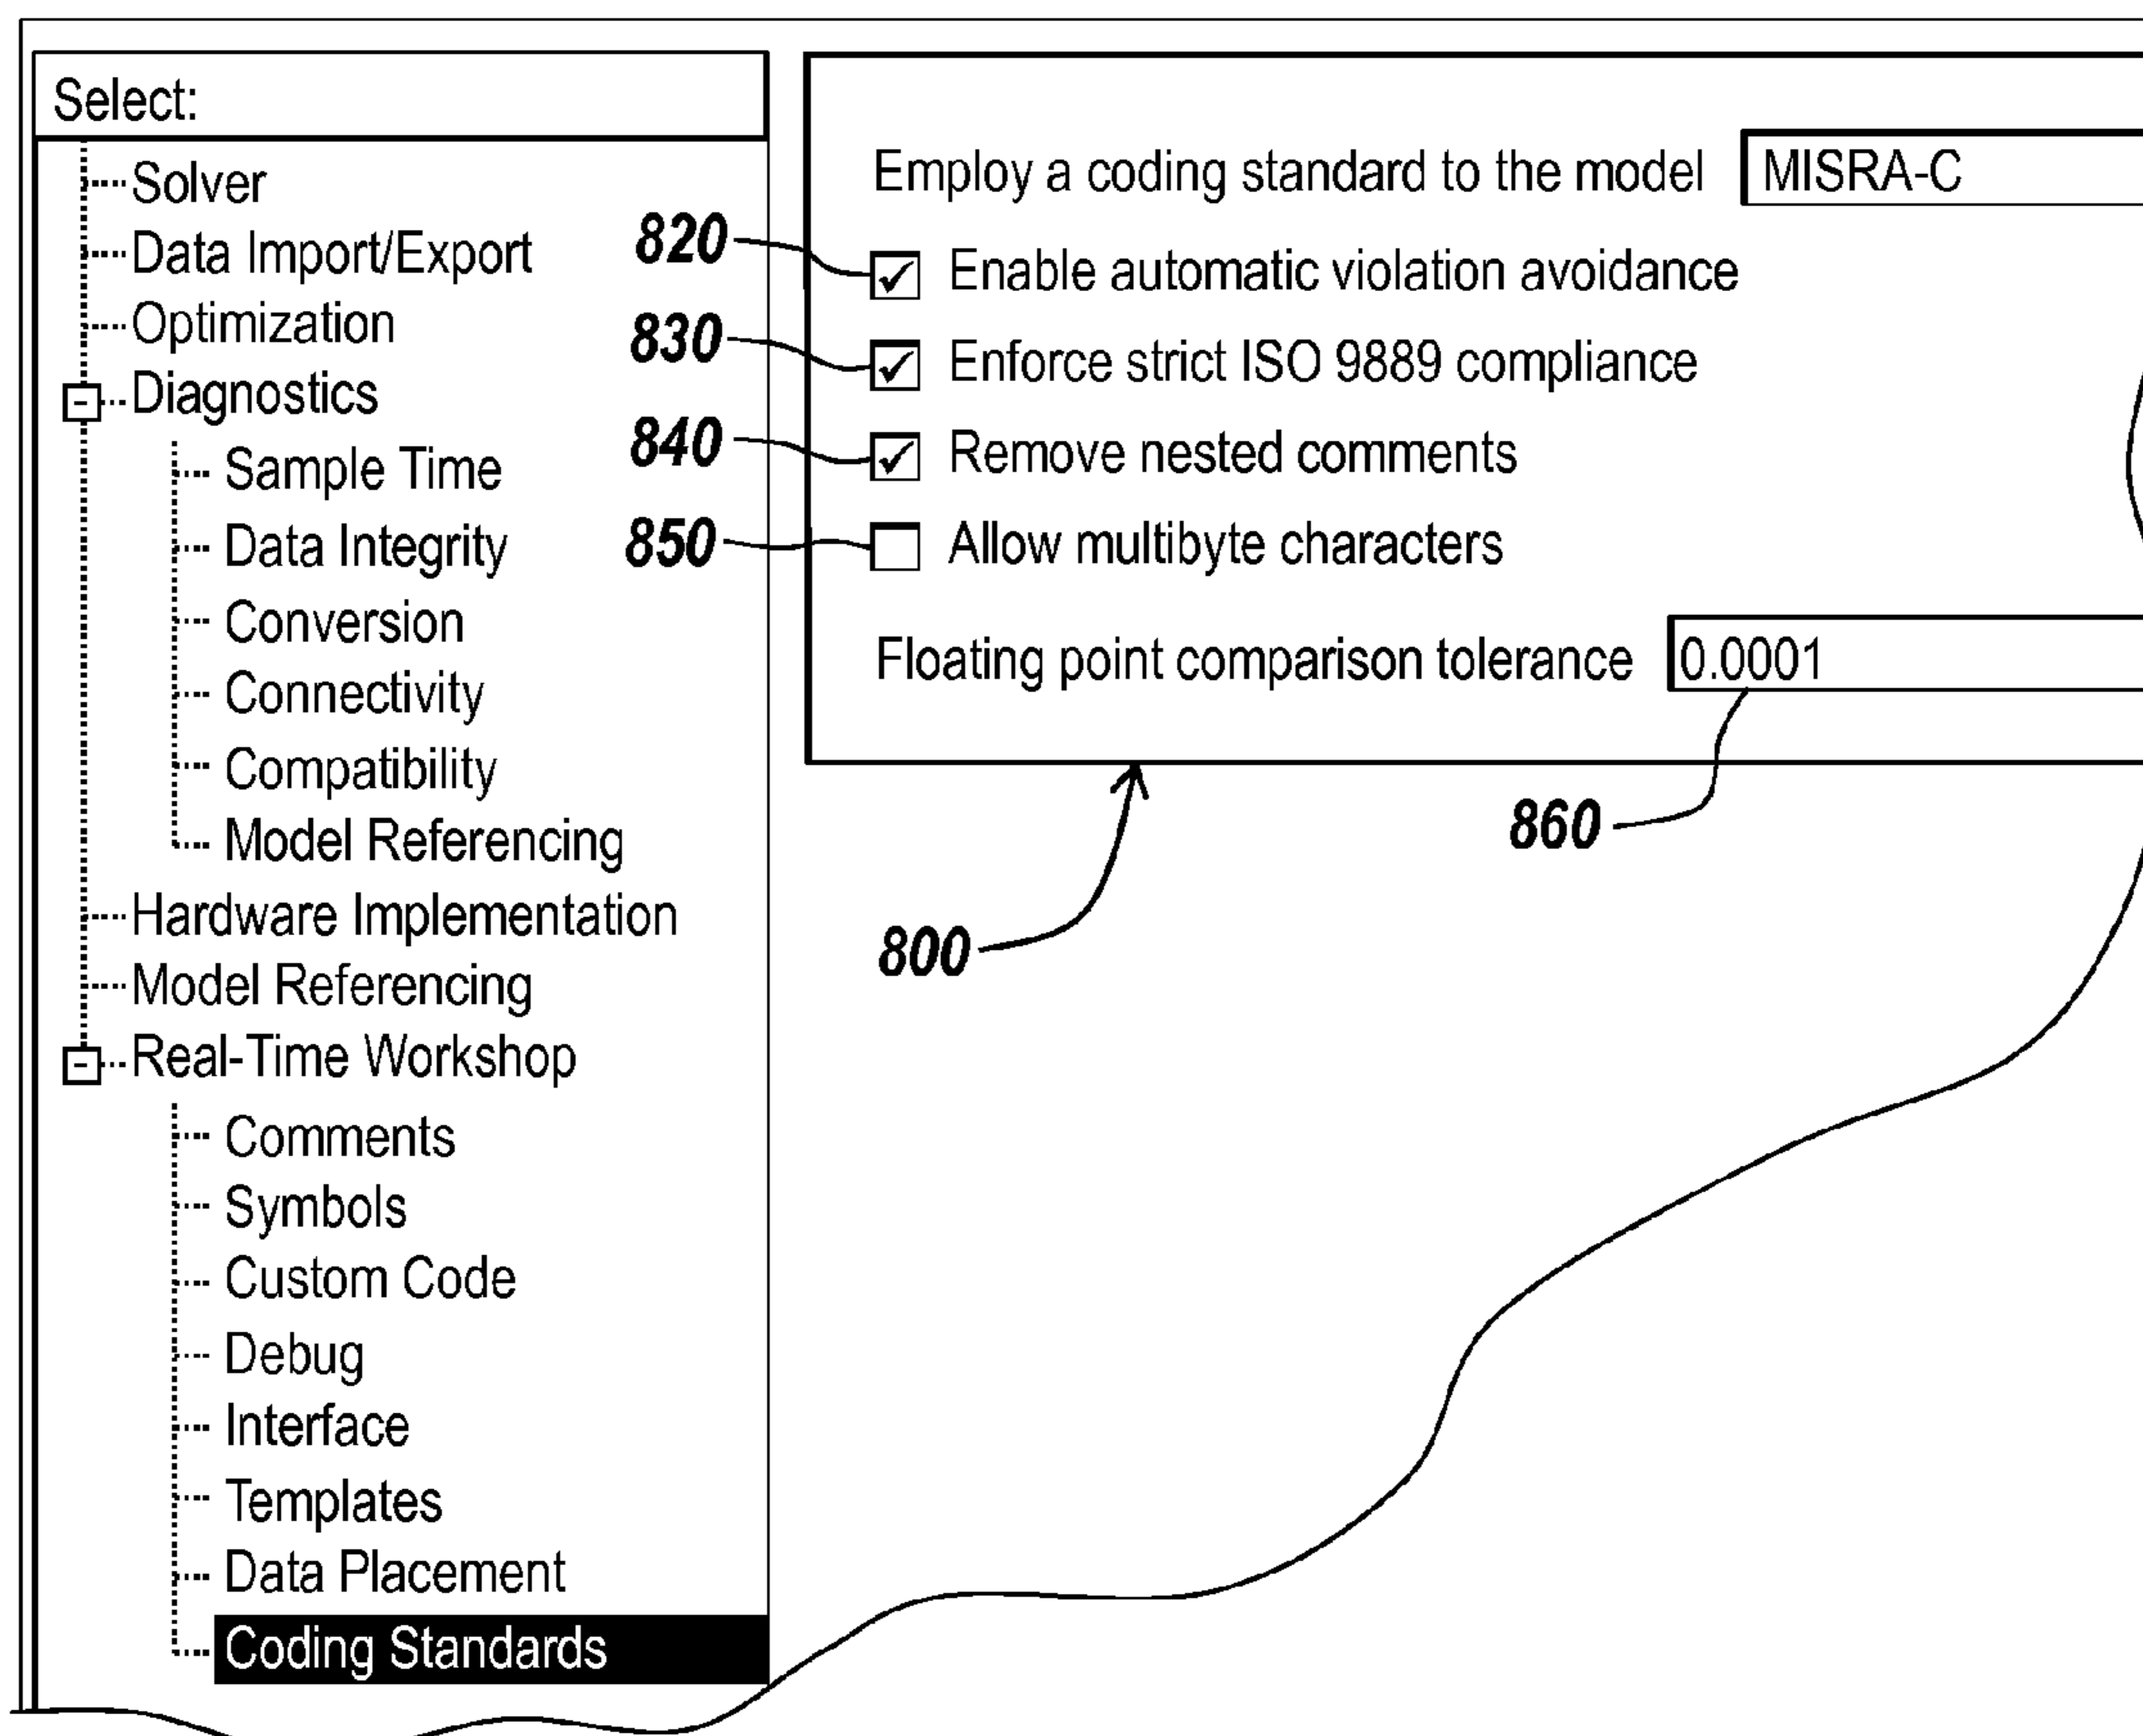 Select:
Solver
Data Import/Export
Optimization
Diagnostics
Sample Time
Data Integrity
Conversion
Connectivity
Compatibility
Model Referencing
Hardware Implementation
Model Referencing
Real-Time Workshop
Comments
Symbols
Custom Code
Debug
Interface
Templates
Data Placement
Coding Standards
Employ a coding standard to the model MISRA-C
820 Enable automatic violation avoidance
830 Enforce strict ISO 9889 compliance
840 Remove nested comments
850 Allow multibyte characters
Floating point comparison tolerance 0.0001
860
800